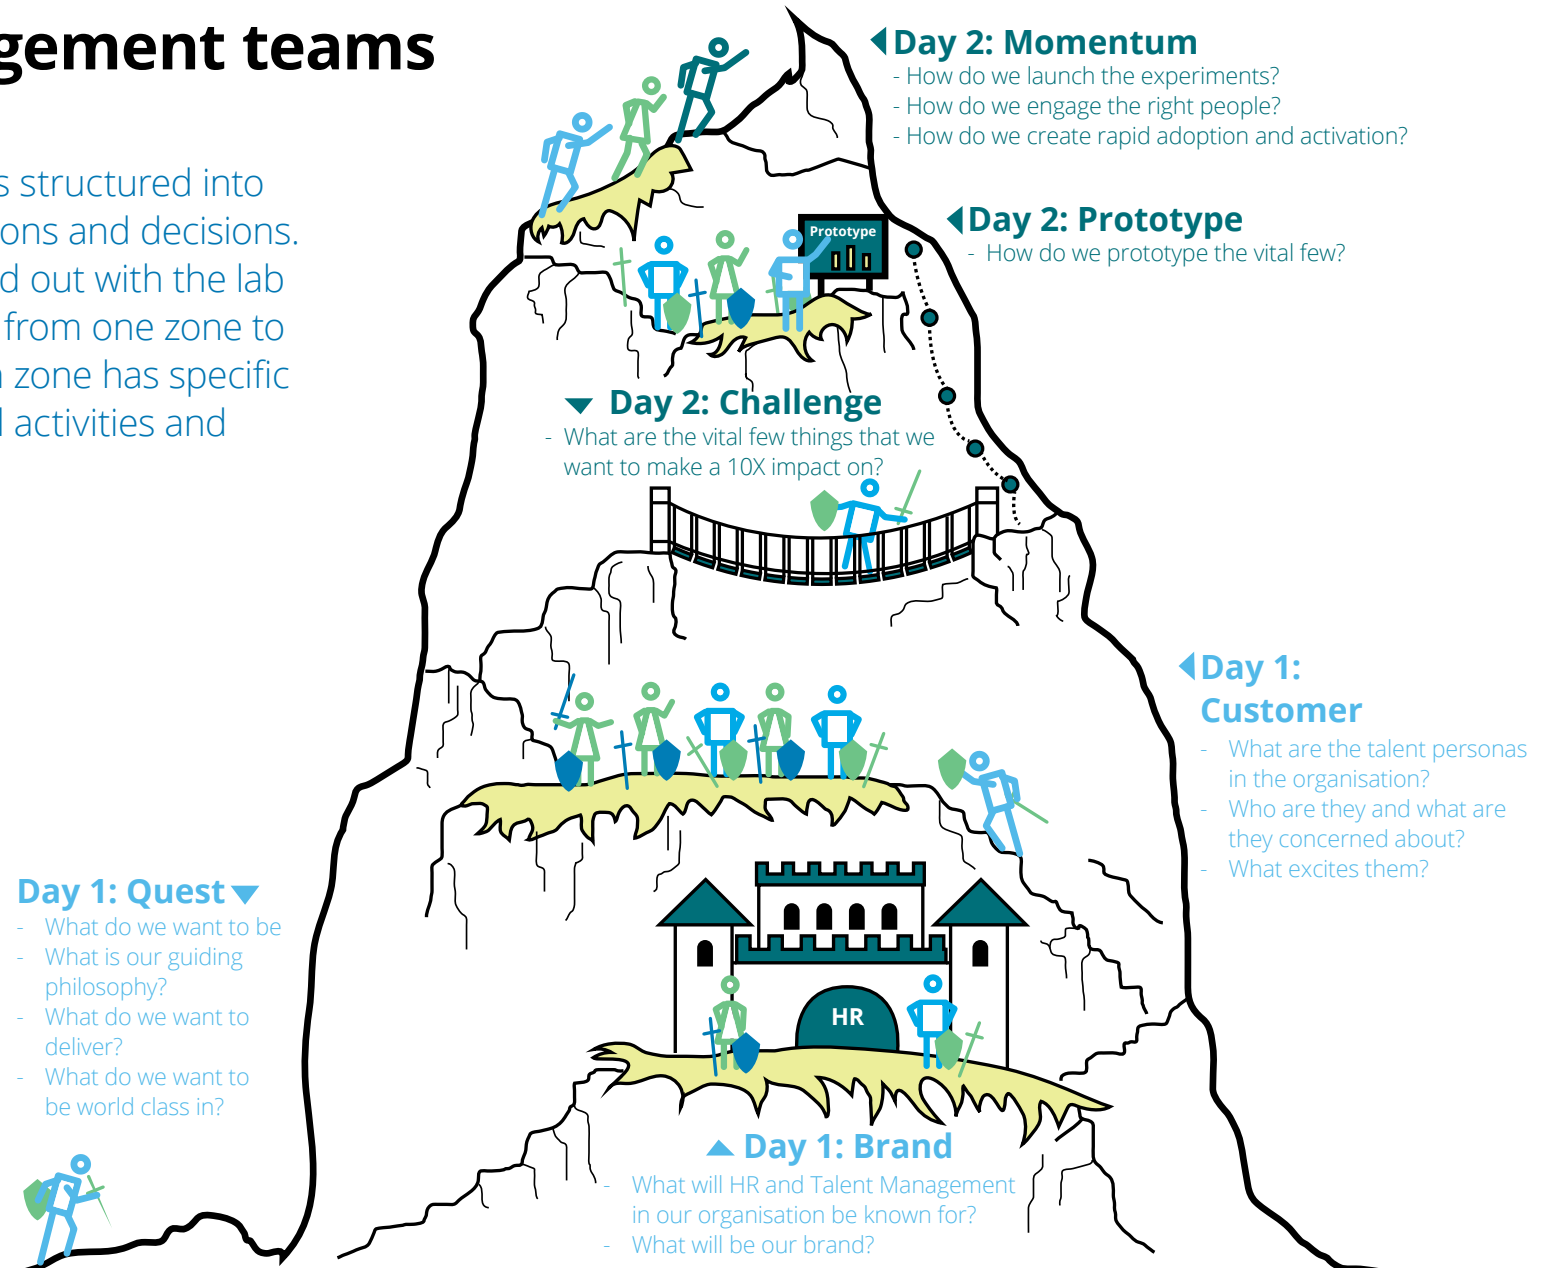 gement teams
s structured into
ons and decisions.
d out with the lab
from one zone to
zone has specific
activities and
Day 2: Momentum
- How do we launch the experiments?
- How do we engage the right people?
- How do we create rapid adoption and activation?
Day 2: Prototype
- How do we prototype the vital few?
Prototype
Day 2: Challenge
- What are the vital few things that we
want to make a 10X impact on?
Day 1:
Customer
- What are the talent personas
in the organisation?
- Who are they and what are
they concerned about?
- What excites them?
Day 1: Quest
- What do we want to be
- What is our guiding
philosophy?
- What do we want to
deliver?
- What do we want to
be world class in?
HR
Day 1: Brand
- What will HR and Talent Management
in our organisation be known for?
- What will be our brand?